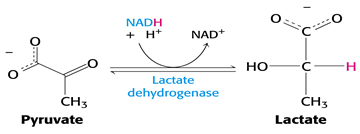 NADH
+ H⁺ NAD⁺
Lactate
dehydrogenase
−
O
O
O
CH₃
Pyruvate
−
O O
C
HO C H
CH₃
Lactate